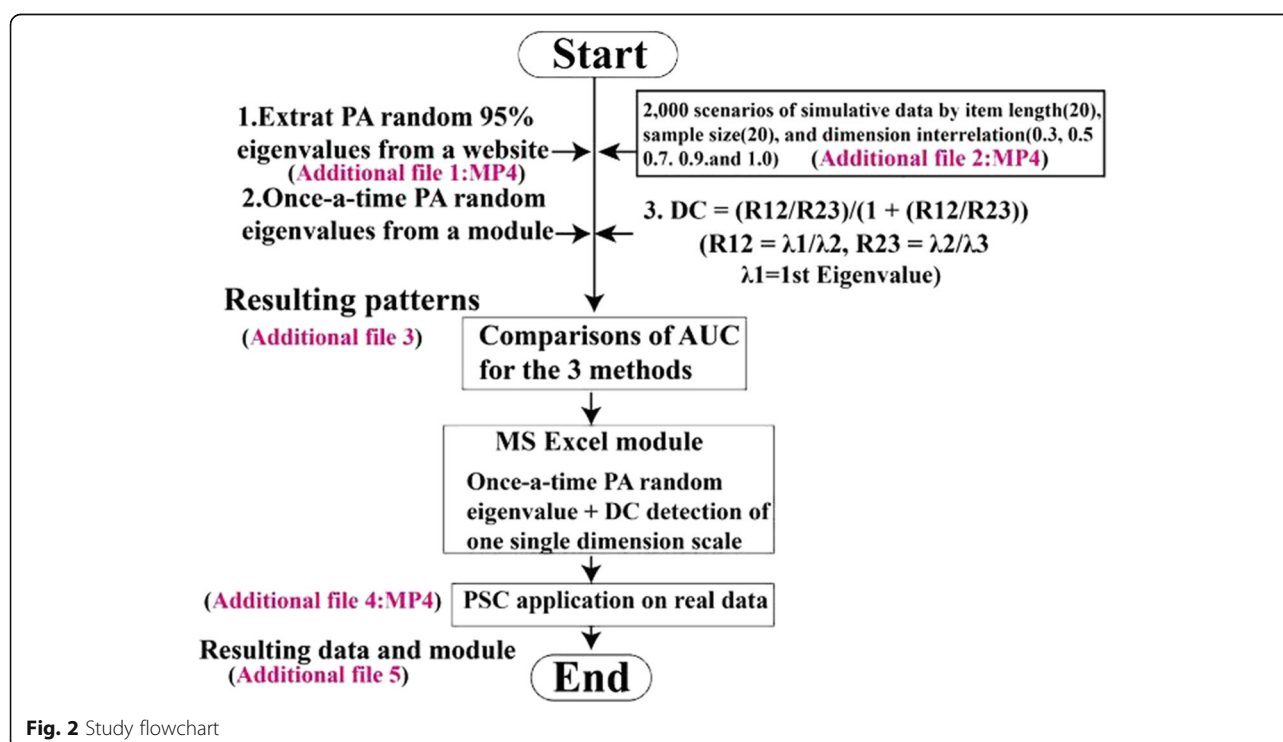 Start
1.Extrat PA random 95%
eigenvalues from a website
(Additional file 1:MP4)
2,000 scenarios of simulative data by item length(20),
sample size(20), and dimension interrelation(0.3, 0.5
0.7. 0.9.and 1.0) (Additional file 2:MP4)
2.Once-a-time PA random
eigenvalues from a module
3. DC = (R12/R23)/(1 + (R12/R23))
(R12 = λ1/λ2, R23 = λ2/λ3
λ1=1st Eigenvalue)
Resulting patterns
(Additional file 3)
Comparisons of AUC
for the 3 methods
MS Excel module
Once-a-time PA random
eigenvalue + DC detection of
one single dimension scale
(Additional file 4:MP4)
PSC application on real data
Resulting data and module
(Additional file 5)
End
Fig. 2 Study flowchart